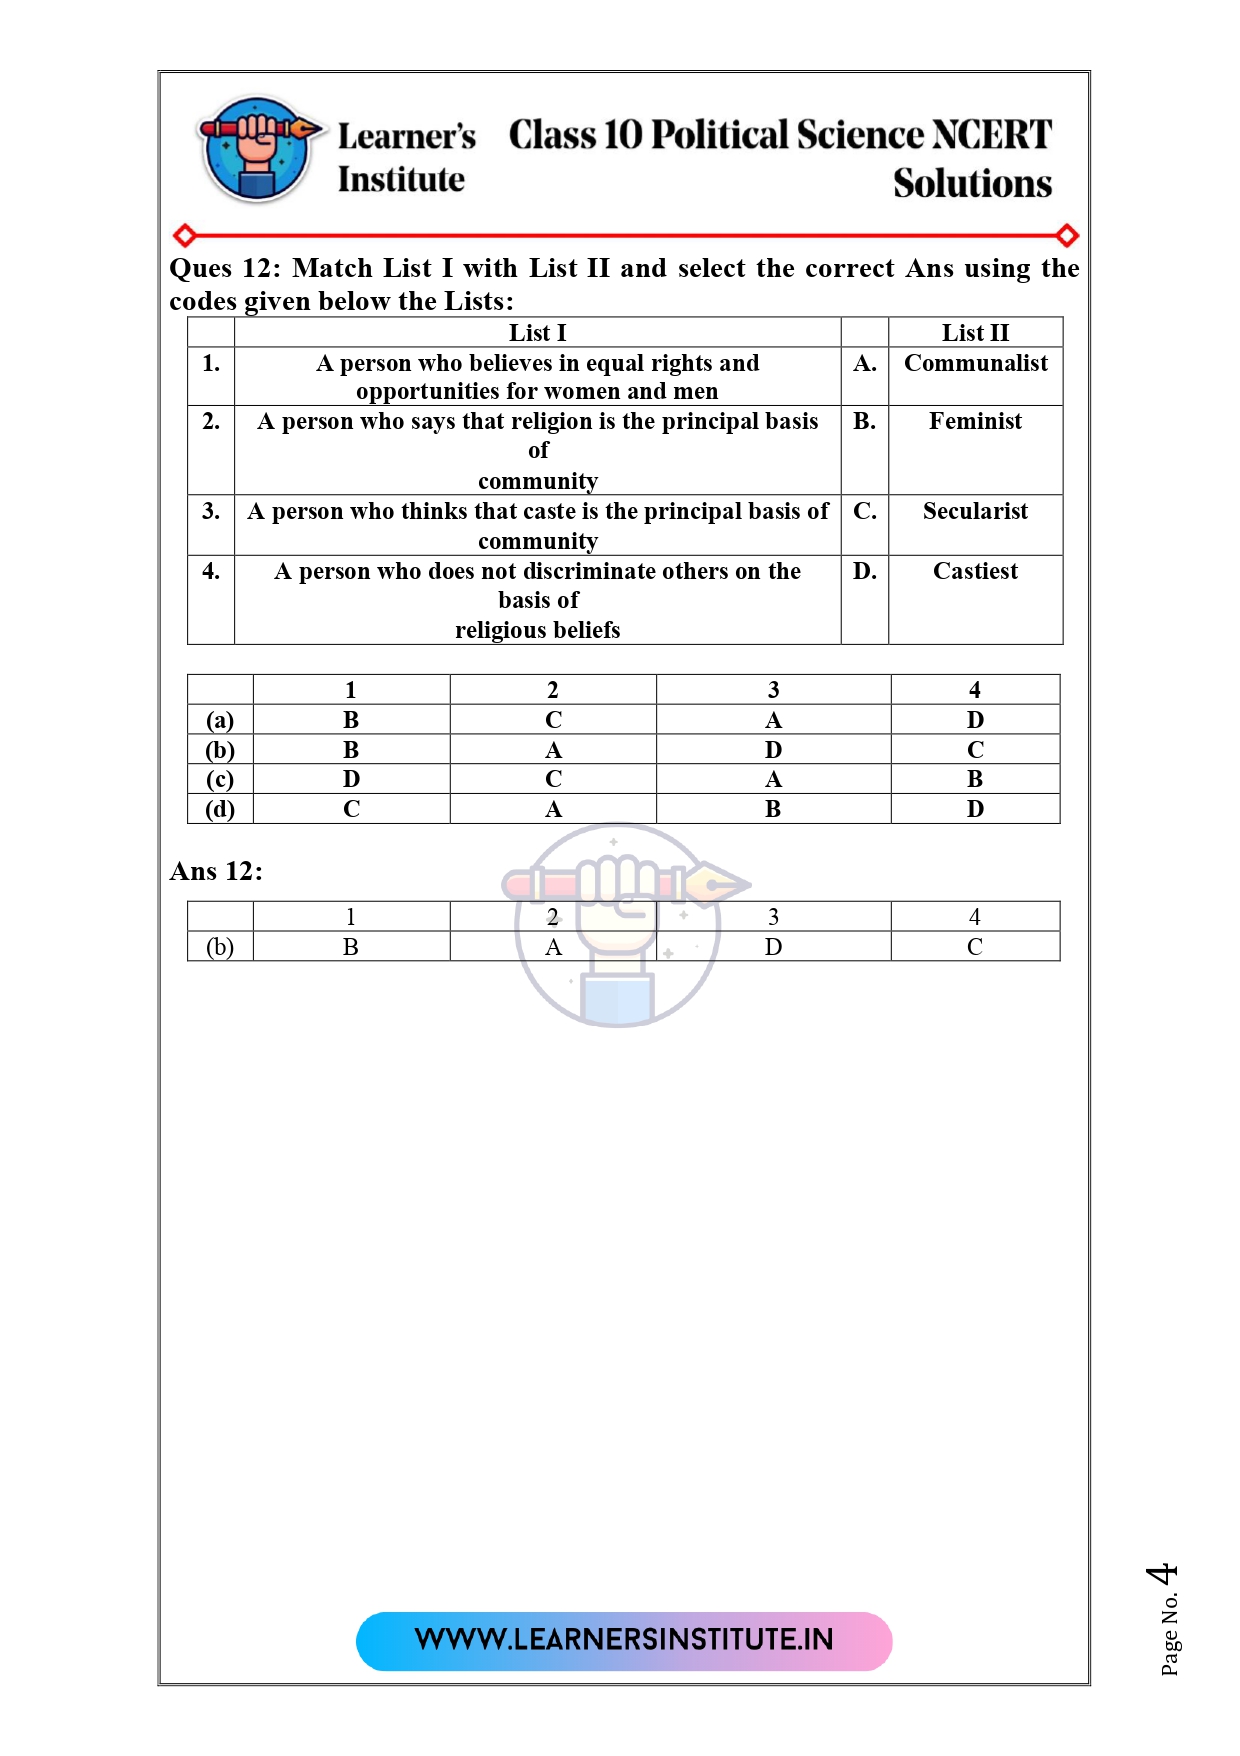 Learner's Class 10 Political Science NCERT
Institute Solutions
Ques 12: Match List I with List II and select the correct Ans using the
codes given below the Lists:
List I List II
1. A person who believes in equal rights and A. Communalist
opportunities for women and men
2. A person who says that religion is the principal basis B. Feminist
of
community
3. A person who thinks that caste is the principal basis of C. Secularist
community
4. A person who does not discriminate others on the D. Castiest
basis of
religious beliefs
1 2 3 4
(a) B C A D
(b) B A D C
(c) D C A B
(d) C A B D
Ans 12:
1 2 3 4
(b) B A D C
WWW.LEARNERSINSTITUTE.IN
Page No. 4